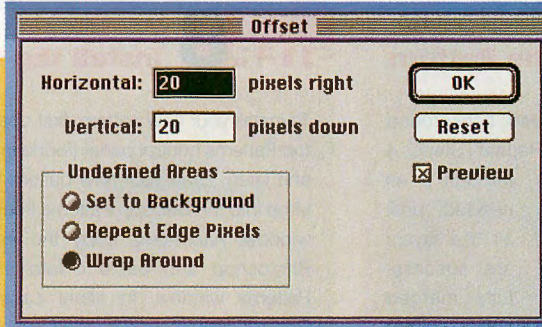 Offset
Horizontal: 20 pixels right
Vertical: 20 pixels down
OK
Reset
Preview
Undefined Areas
Set to Background
Repeat Edge Pixels
Wrap Around